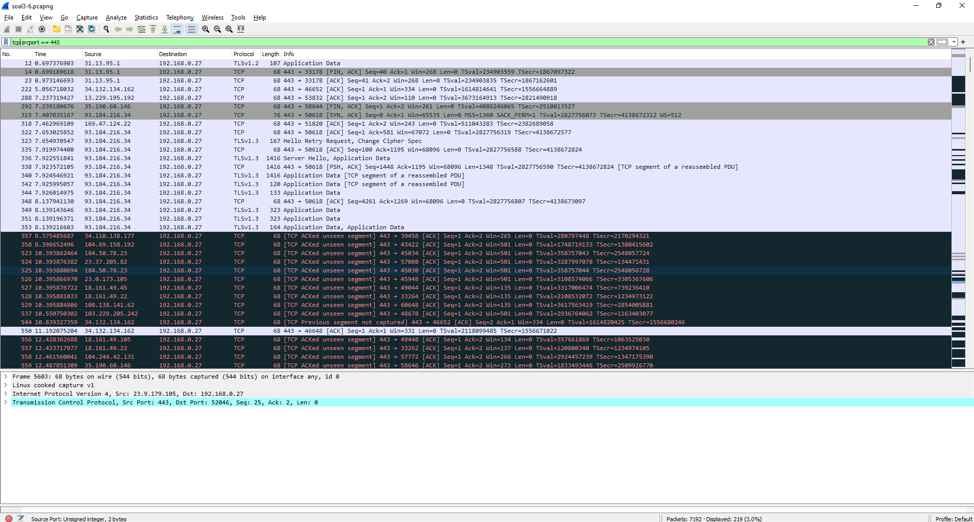 soal3-6.pcapng
File Edit View Go Capture Analyze Statistics Telephony Wireless Tools Help
tcp.srcport == 443
No. Time Source Destination Protocol Length Info
12 0.697376903 31.13.95.1 192.168.0.27 TLSv1.2 107 Application Data
14 0.699189618 31.13.95.1 192.168.0.27 TCP 68 443 → 33178 [FIN, ACK] Seq=40 Ack=1 Win=268 Len=0 TSval=234903559 TSecr=1867097322
23 0.973146693 31.13.95.1 192.168.0.27 TCP 68 443 → 33178 [ACK] Seq=41 Ack=2 Win=268 Len=0 TSval=234903835 TSecr=1867162601
222 5.056718032 34.132.134.162 192.168.0.27 TCP 68 443 → 46652 [ACK] Seq=1 Ack=1 Win=334 Len=0 TSval=1614814641 TSecr=1556664889
288 7.237319427 13.229.195.192 192.168.0.27 TCP 68 443 → 53832 [ACK] Seq=1 Ack=2 Win=110 Len=0 TSval=3673164913 TSecr=2821490918
292 7.239180676 35.190.60.146 192.168.0.27 TCP 68 443 → 58644 [FIN, ACK] Seq=1 Ack=2 Win=261 Len=0 TSval=4086246065 TSecr=2510013527
315 7.407835167 93.184.216.34 192.168.0.27 TCP 76 443 → 50618 [SYN, ACK] Seq=0 Ack=1 Win=65535 Len=0 MSS=1360 SACK_PERM=1 TSval=2827756073 TSecr=4138672312 WS=512
318 7.462969109 169.47.124.22 192.168.0.27 TCP 68 443 → 51820 [ACK] Seq=1 Ack=2 Win=243 Len=0 TSval=511043283 TSecr=2382689058
322 7.653025852 93.184.216.34 192.168.0.27 TCP 68 443 → 50618 [ACK] Seq=1 Ack=581 Win=67072 Len=0 TSval=2827756319 TSecr=4138672577
323 7.654970547 93.184.216.34 192.168.0.27 TLSv1.3 167 Hello Retry Request, Change Cipher Spec
335 7.919974400 93.184.216.34 192.168.0.27 TCP 68 443 → 50618 [ACK] Seq=100 Ack=1195 Win=68096 Len=0 TSval=2827756588 TSecr=4138672824
336 7.922551841 93.184.216.34 192.168.0.27 TLSv1.3 1416 Server Hello, Application Data
338 7.923572105 93.184.216.34 192.168.0.27 TCP 1416 443 → 50618 [PSH, ACK] Seq=1448 Ack=1195 Win=68096 Len=1348 TSval=2827756590 TSecr=4138672824 [TCP segment of a reassembled PDU]
340 7.924546921 93.184.216.34 192.168.0.27 TLSv1.3 1416 Application Data [TCP segment of a reassembled PDU]
342 7.925995057 93.184.216.34 192.168.0.27 TLSv1.3 120 Application Data [TCP segment of a reassembled PDU]
344 7.926014975 93.184.216.34 192.168.0.27 TLSv1.3 133 Application Data
348 8.137941130 93.184.216.34 192.168.0.27 TCP 68 443 → 50618 [ACK] Seq=4261 Ack=1269 Win=68096 Len=0 TSval=2827756807 TSecr=4138673097
349 8.139143646 93.184.216.34 192.168.0.27 TLSv1.3 323 Application Data
351 8.139196371 93.184.216.34 192.168.0.27 TLSv1.3 323 Application Data
353 8.139216603 93.184.216.34 192.168.0.27 TLSv1.3 164 Application Data, Application Data
357 8.375485687 34.110.138.177 192.168.0.27 TCP 68 [TCP ACKed unseen segment] 443 → 39458 [ACK] Seq=1 Ack=2 Win=265 Len=0 TSval=280797448 TSecr=2170294321
358 8.396652496 104.69.158.192 192.168.0.27 TCP 68 [TCP ACKed unseen segment] 443 → 43422 [ACK] Seq=1 Ack=2 Win=501 Len=0 TSval=1748719133 TSecr=1380415602
523 10.393862464 184.50.78.23 192.168.0.27 TCP 68 [TCP ACKed unseen segment] 443 → 45034 [ACK] Seq=1 Ack=2 Win=501 Len=0 TSval=358757043 TSecr=2548057724
524 10.393876382 23.37.205.82 192.168.0.27 TCP 68 [TCP ACKed unseen segment] 443 → 57080 [ACK] Seq=1 Ack=2 Win=501 Len=0 TSval=1287997078 TSecr=134471431
525 10.393880694 184.50.78.23 192.168.0.27 TCP 68 [TCP ACKed unseen segment] 443 → 45030 [ACK] Seq=1 Ack=2 Win=501 Len=0 TSval=358757044 TSecr=2548056728
526 10.395866970 23.0.173.105 192.168.0.27 TCP 68 [TCP ACKed unseen segment] 443 → 45948 [ACK] Seq=1 Ack=2 Win=501 Len=0 TSval=3108574066 TSecr=3305367606
527 10.395876722 18.161.49.45 192.168.0.27 TCP 68 [TCP ACKed unseen segment] 443 → 49044 [ACK] Seq=1 Ack=2 Win=135 Len=0 TSval=3317006474 TSecr=739236410
528 10.395881033 18.161.49.22 192.168.0.27 TCP 68 [TCP ACKed unseen segment] 443 → 33264 [ACK] Seq=1 Ack=2 Win=135 Len=0 TSval=2108532072 TSecr=1234973122
529 10.395884806 108.138.141.62 192.168.0.27 TCP 68 [TCP ACKed unseen segment] 443 → 60648 [ACK] Seq=1 Ack=2 Win=135 Len=0 TSval=3617563419 TSecr=2854005881
537 10.550750302 103.229.205.242 192.168.0.27 TCP 68 [TCP ACKed unseen segment] 443 → 48678 [ACK] Seq=1 Ack=2 Win=501 Len=0 TSval=2936764062 TSecr=1163403077
544 10.839327359 34.132.134.162 192.168.0.27 TCP 68 [TCP Previous segment not captured] 443 → 46652 [ACK] Seq=2 Ack=1 Win=334 Len=0 TSval=1614820425 TSecr=1556680246
550 11.192075204 34.132.134.162 192.168.0.27 TCP 68 443 → 46648 [ACK] Seq=1 Ack=1 Win=331 Len=0 TSval=2118099485 TSecr=1556671022
556 12.428362688 18.161.49.105 192.168.0.27 TCP 68 [TCP ACKed unseen segment] 443 → 49448 [ACK] Seq=1 Ack=2 Win=134 Len=0 TSval=357661869 TSecr=1063525030
557 12.433717977 18.161.49.22 192.168.0.27 TCP 68 [TCP ACKed unseen segment] 443 → 33262 [ACK] Seq=1 Ack=2 Win=137 Len=0 TSval=120800340 TSecr=1234974105
558 12.461560041 104.244.42.131 192.168.0.27 TCP 68 [TCP ACKed unseen segment] 443 → 57772 [ACK] Seq=1 Ack=2 Win=266 Len=0 TSval=2924457239 TSecr=1347175390
559 12.487851309 35.190.60.146 192.168.0.27 TCP 68 [TCP ACKed unseen segment] 443 → 58646 [ACK] Seq=1 Ack=2 Win=273 Len=0 TSval=1833493446 TSecr=2509926770
Frame 5603: 68 bytes on wire (544 bits), 68 bytes captured (544 bits) on interface any, id 0
Linux cooked capture v1
Internet Protocol Version 4, Src: 23.9.179.105, Dst: 192.168.0.27
Transmission Control Protocol, Src Port: 443, Dst Port: 52046, Seq: 25, Ack: 2, Len: 0
Source Port: Unsigned integer, 2 bytes
Packets: 7192 · Displayed: 219 (3.0%)
Profile: Default